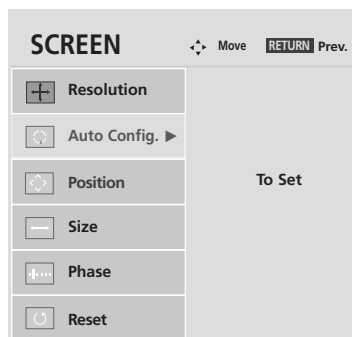 SCREEN Move RETURN Prev.
Resolution
Auto Config. ►
Position
To Set
Size
Phase
Reset